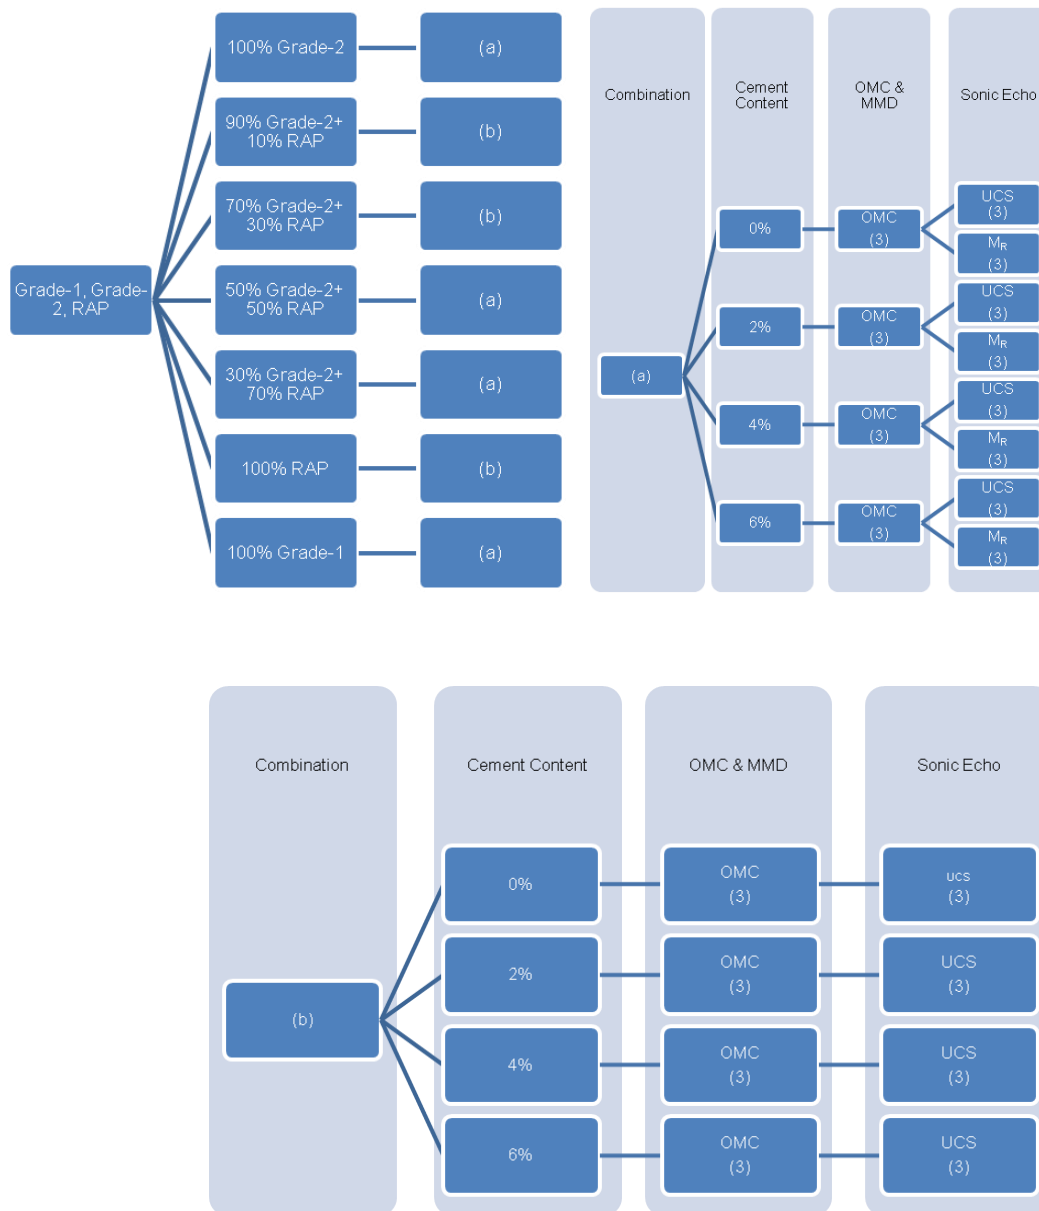 Grade-1, Grade-
2, RAP
100% Grade-2
(a)
90% Grade-2+
10% RAP
(b)
70% Grade-2+
30% RAP
(b)
50% Grade-2+
50% RAP
(a)
30% Grade-2+
70% RAP
(a)
100% RAP
(b)
100% Grade-1
(a)
Combination
Cement
Content
OMC &
MMD
Sonic Echo
(a)
0%
OMC
(3)
UCS
(3)
MR
(3)
2%
OMC
(3)
UCS
(3)
MR
(3)
4%
OMC
(3)
UCS
(3)
MR
(3)
6%
OMC
(3)
UCS
(3)
MR
(3)
Combination
Cement Content
OMC & MMD
Sonic Echo
(b)
0%
OMC
(3)
ucs
(3)
2%
OMC
(3)
UCS
(3)
4%
OMC
(3)
UCS
(3)
6%
OMC
(3)
UCS
(3)